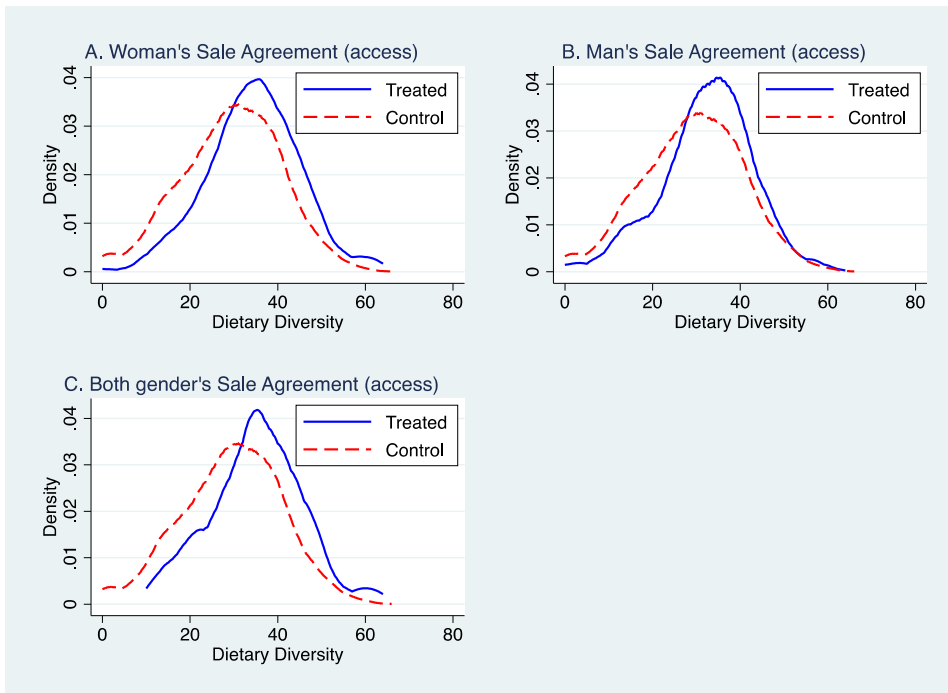 A. Woman's Sale Agreement (access)
Treated
Control
Density
0 .01 .02 .03 .04
0 20 40 60 80
Dietary Diversity
B. Man's Sale Agreement (access)
Treated
Control
Density
0 .01 .02 .03 .04
0 20 40 60 80
Dietary Diversity
C. Both gender's Sale Agreement (access)
Treated
Control
Density
0 .01 .02 .03 .04
0 20 40 60 80
Dietary Diversity